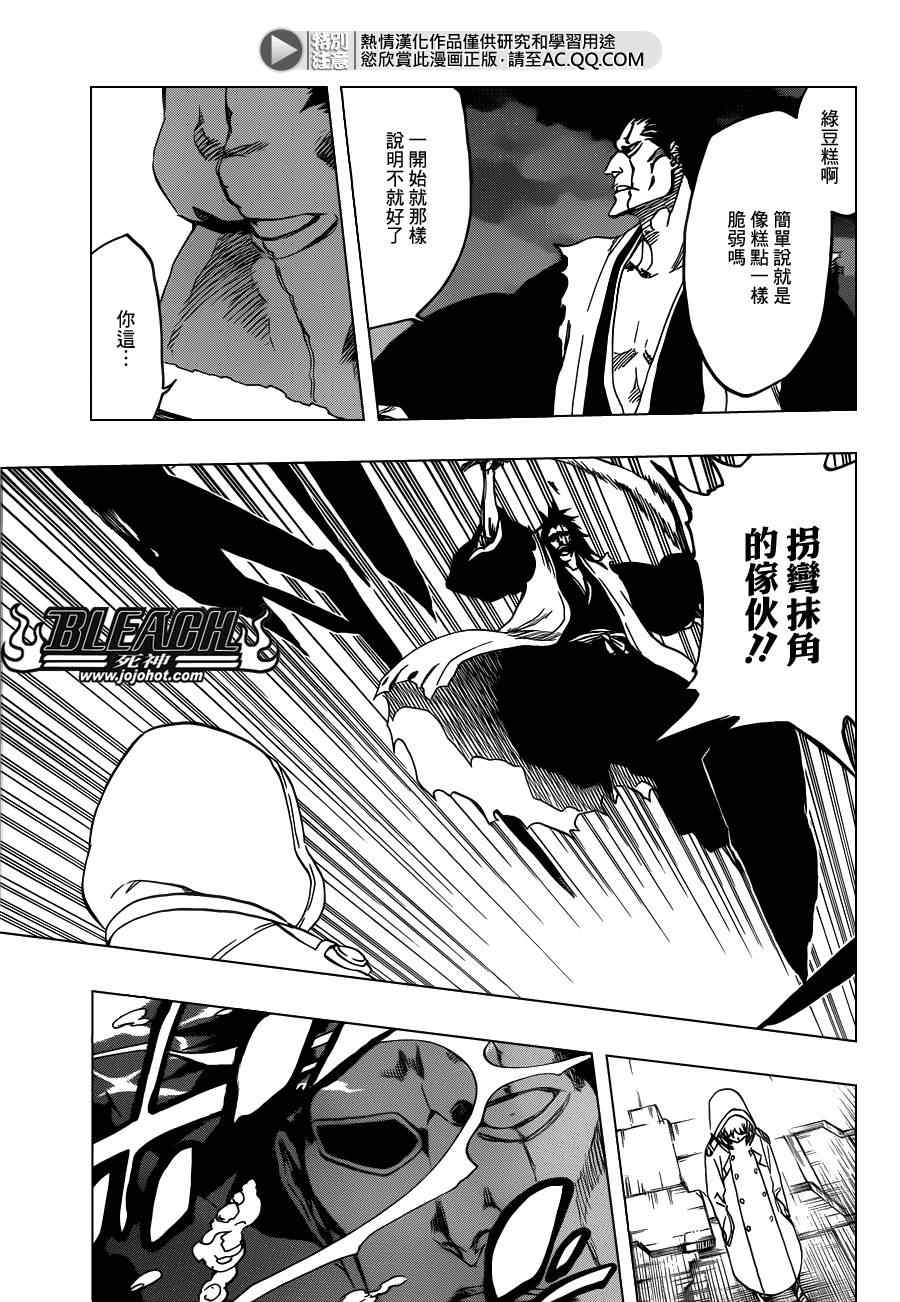 特別
注意
熱情漢化作品僅供研究和學習用途
慾欣賞此漫画正版·請至AC.QQ.COM
綠豆糕啊
簡單說就是
像糕點一樣
脆弱嗎
一開始就那樣
說明不就好了
你這…
拐彎抹角
的傢伙!!
BLEACH
死神
www.jojohot.com